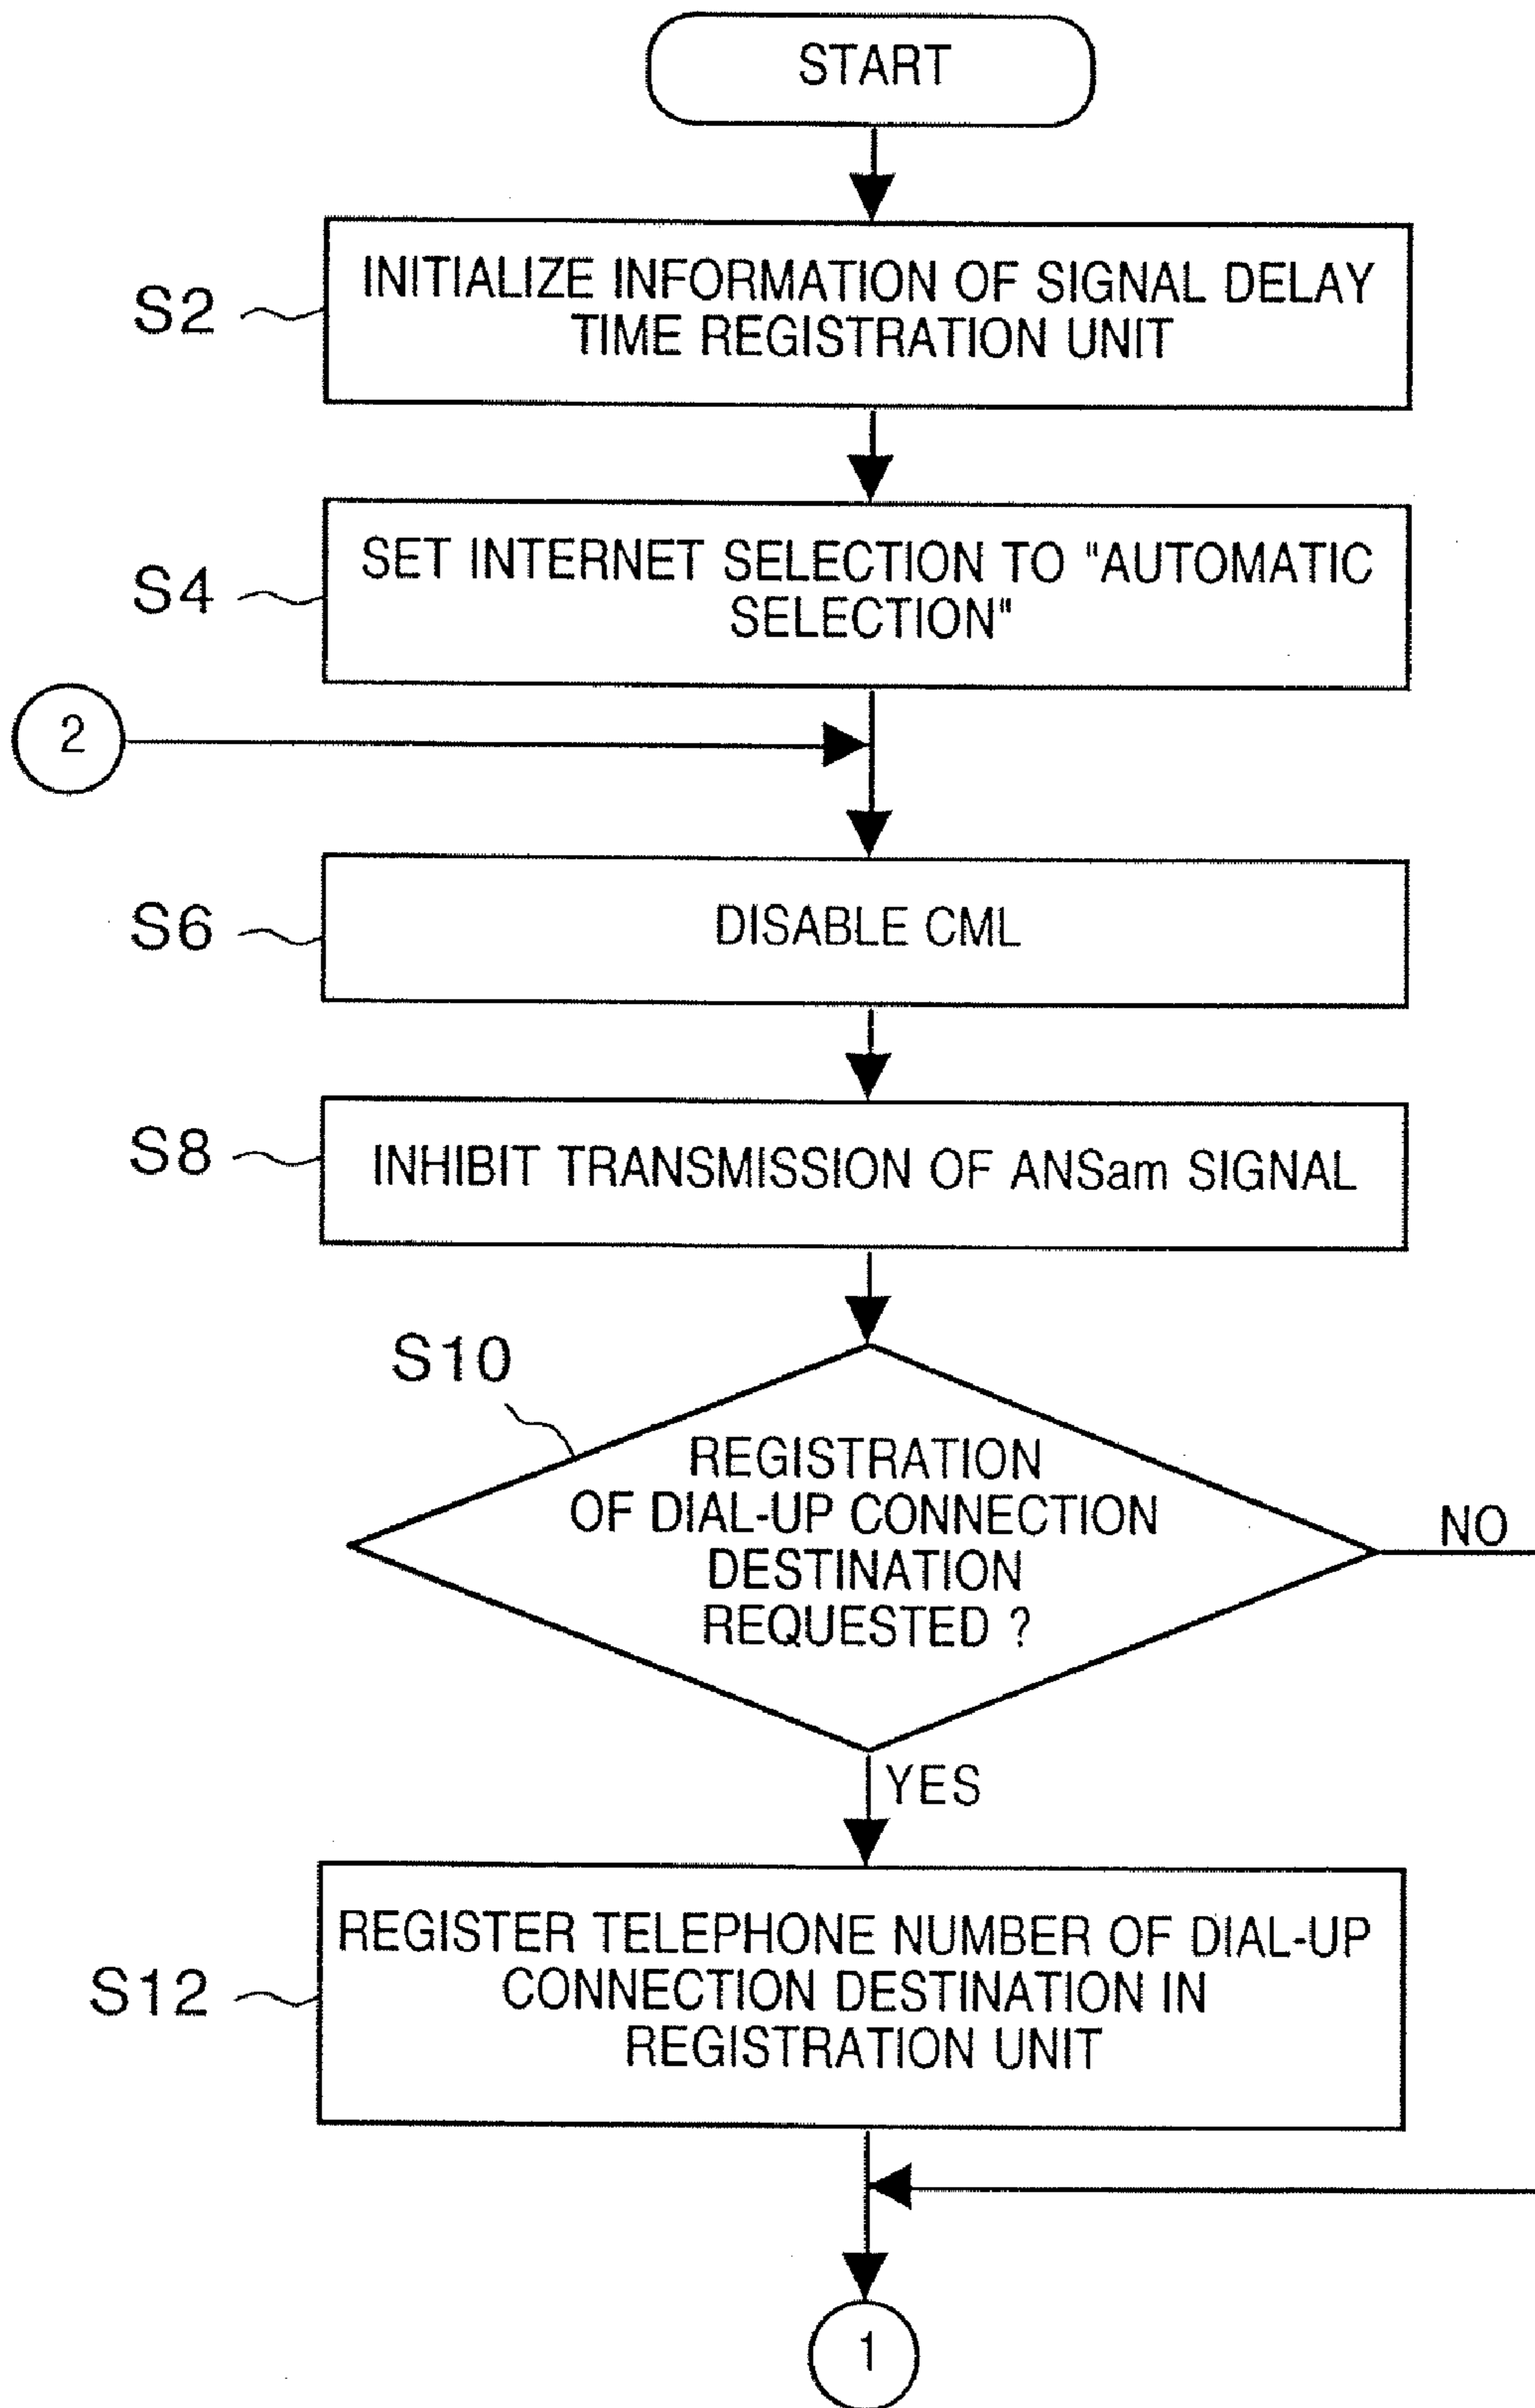 START
S2
INITIALIZE INFORMATION OF SIGNAL DELAY
TIME REGISTRATION UNIT
S4
SET INTERNET SELECTION TO "AUTOMATIC
SELECTION"
2
S6
DISABLE CML
S8
INHIBIT TRANSMISSION OF ANSam SIGNAL
S10
REGISTRATION
OF DIAL-UP CONNECTION
DESTINATION
REQUESTED ?
NO
YES
S12
REGISTER TELEPHONE NUMBER OF DIAL-UP
CONNECTION DESTINATION IN
REGISTRATION UNIT
1